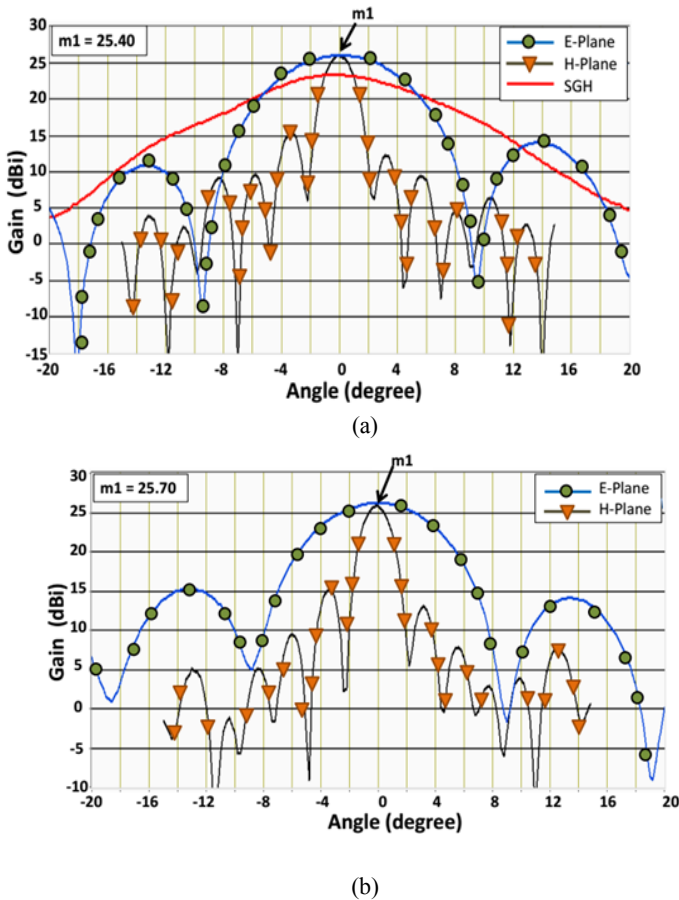 m1
m1 = 25.40
E-Plane
H-Plane
SGH
30
25
20
15
10
5
0
-5
-10
-15
Gain (dBi)
-20 -16 -12 -8 -4 0 4 8 12 16 20
Angle (degree)
(a)
m1
m1 = 25.70
E-Plane
H-Plane
30
25
20
15
10
5
0
-5
-10
Gain (dBi)
-20 -16 -12 -8 -4 0 4 8 12 16 20
Angle (degree)
(b)